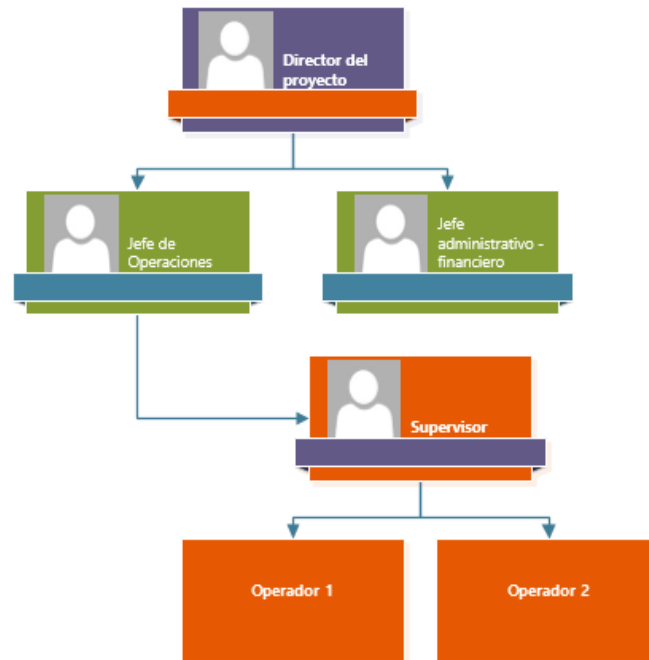 Director del
proyecto
Jefe de
Operaciones
Jefe
administrativo -
financiero
Supervisor
Operador 1
Operador 2